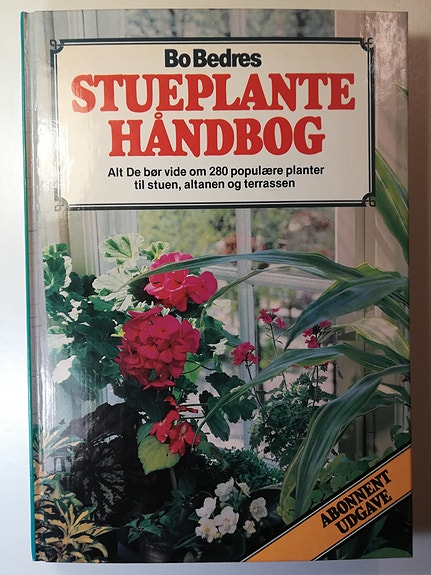 Bo Bedres
STUEPLANTE
HÅNDBOG
Alt De bør vide om 280 populære planter
til stuen, altanen og terrassen
ABONNENT
UDGAVE